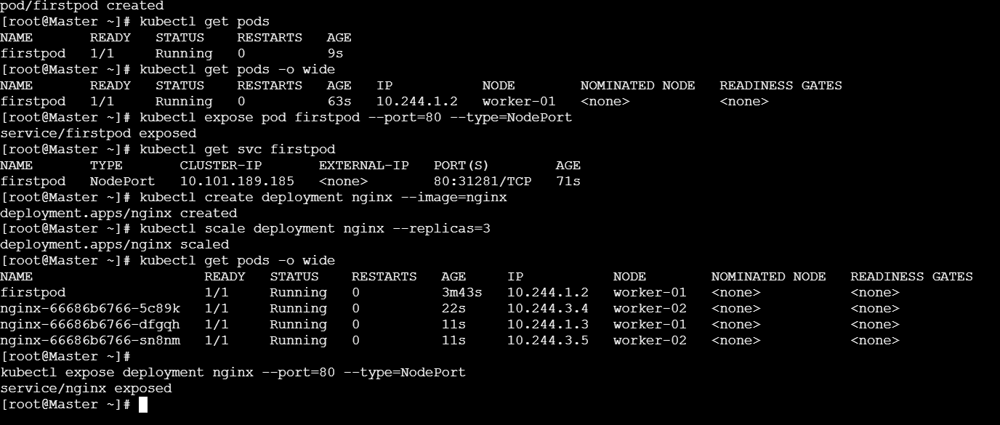 pod/firstpod created
[root@Master ~]# kubectl get pods
NAME READY STATUS RESTARTS AGE
firstpod 1/1 Running 0 9s
[root@Master ~]# kubectl get pods -o wide
NAME READY STATUS RESTARTS AGE IP NODE NOMINATED NODE READINESS GATES
firstpod 1/1 Running 0 63s 10.244.1.2 worker-01 <none> <none>
[root@Master ~]# kubectl expose pod firstpod --port=80 --type=NodePort
service/firstpod exposed
[root@Master ~]# kubectl get svc firstpod
NAME TYPE CLUSTER-IP EXTERNAL-IP PORT(S) AGE
firstpod NodePort 10.101.189.185 <none> 80:31281/TCP 71s
[root@Master ~]# kubectl create deployment nginx --image=nginx
deployment.apps/nginx created
[root@Master ~]# kubectl scale deployment nginx --replicas=3
deployment.apps/nginx scaled
[root@Master ~]# kubectl get pods -o wide
NAME READY STATUS RESTARTS AGE IP NODE NOMINATED NODE READINESS GATES
firstpod 1/1 Running 0 3m43s 10.244.1.2 worker-01 <none> <none>
nginx-66686b6766-5c89k 1/1 Running 0 22s 10.244.3.4 worker-02 <none> <none>
nginx-66686b6766-dfgqh 1/1 Running 0 11s 10.244.1.3 worker-01 <none> <none>
nginx-66686b6766-sn8nm 1/1 Running 0 11s 10.244.3.5 worker-02 <none> <none>
[root@Master ~]#
kubectl expose deployment nginx --port=80 --type=NodePort
service/nginx exposed
[root@Master ~]#